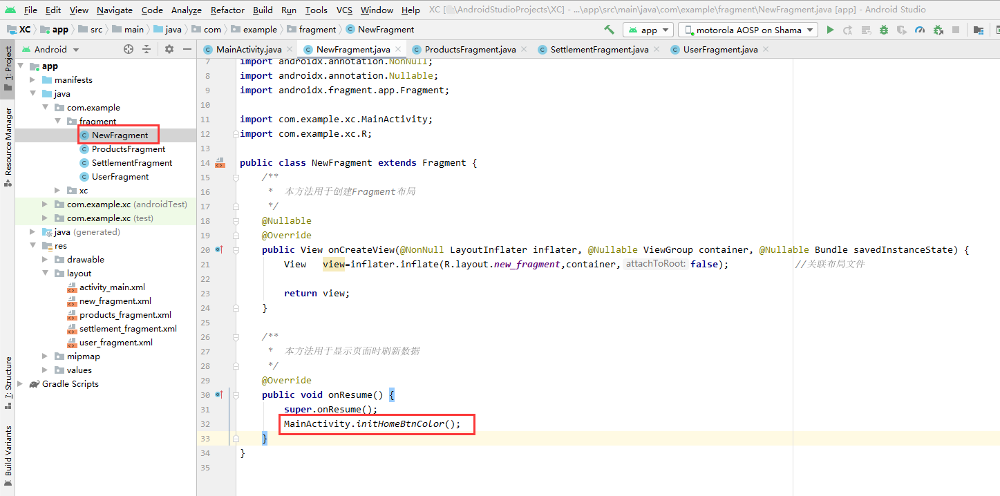 File Edit View Navigate Code Analyze Refactor Build Run Tools VCS Window Help XC [ \AndroidStudioProjects\XC] - ...\app\src\main\java\com\example\fragment\NewFragment.java [app] - Android Studio
XC app src main java com example fragment NewFragment app motorola AOSP on Shama
Android MainActivity.java NewFragment.java ProductsFragment.java SettlementFragment.java UserFragment.java
1: Project
Resource Manager
7: Structure
Build Variants
app
manifests
java
com.example
fragment
NewFragment
ProductsFragment
SettlementFragment
UserFragment
xc
com.example.xc (androidTest)
com.example.xc (test)
java (generated)
res
drawable
layout
activity_main.xml
new_fragment.xml
products_fragment.xml
settlement_fragment.xml
user_fragment.xml
mipmap
values
Gradle Scripts
7 import androidx.annotation.NonNull;
8 import androidx.annotation.Nullable;
9 import androidx.fragment.app.Fragment;
10
11 import com.example.xc.MainActivity;
12 import com.example.xc.R;
13
14 public class NewFragment extends Fragment {
15 /**
16 * 本方法用于创建Fragment布局
17 */
18 @Nullable
19 @Override
20 public View onCreateView(@NonNull LayoutInflater inflater, @Nullable ViewGroup container, @Nullable Bundle savedInstanceState) {
21 View view=inflater.inflate(R.layout.new_fragment,container, attachToRoot: false); //关联布局文件
22
23 return view;
24 }
25
26 /**
27 * 本方法用于显示页面时刷新数据
28 */
29 @Override
30 public void onResume() {
31 super.onResume();
32 MainActivity.initHomeBtnColor();
33 }
34 }
35